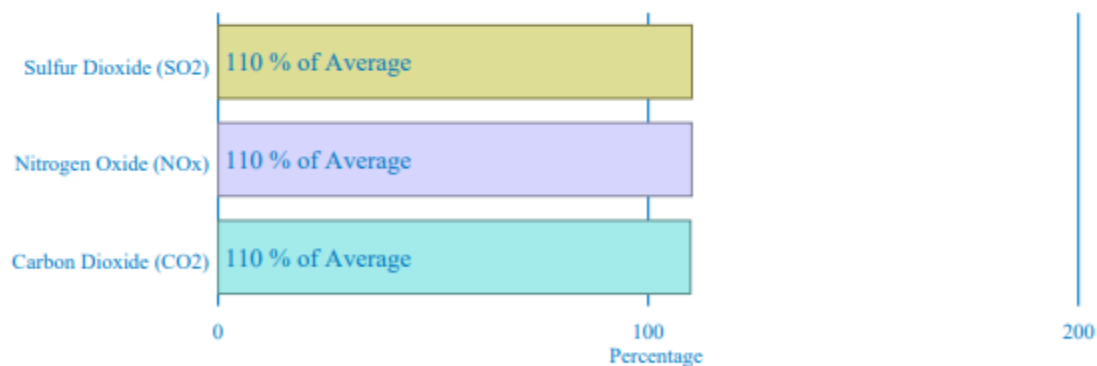 Sulfur Dioxide (SO2) 110 % of Average
Nitrogen Oxide (NOx) 110 % of Average
Carbon Dioxide (CO2) 110 % of Average
0 100 200
Percentage